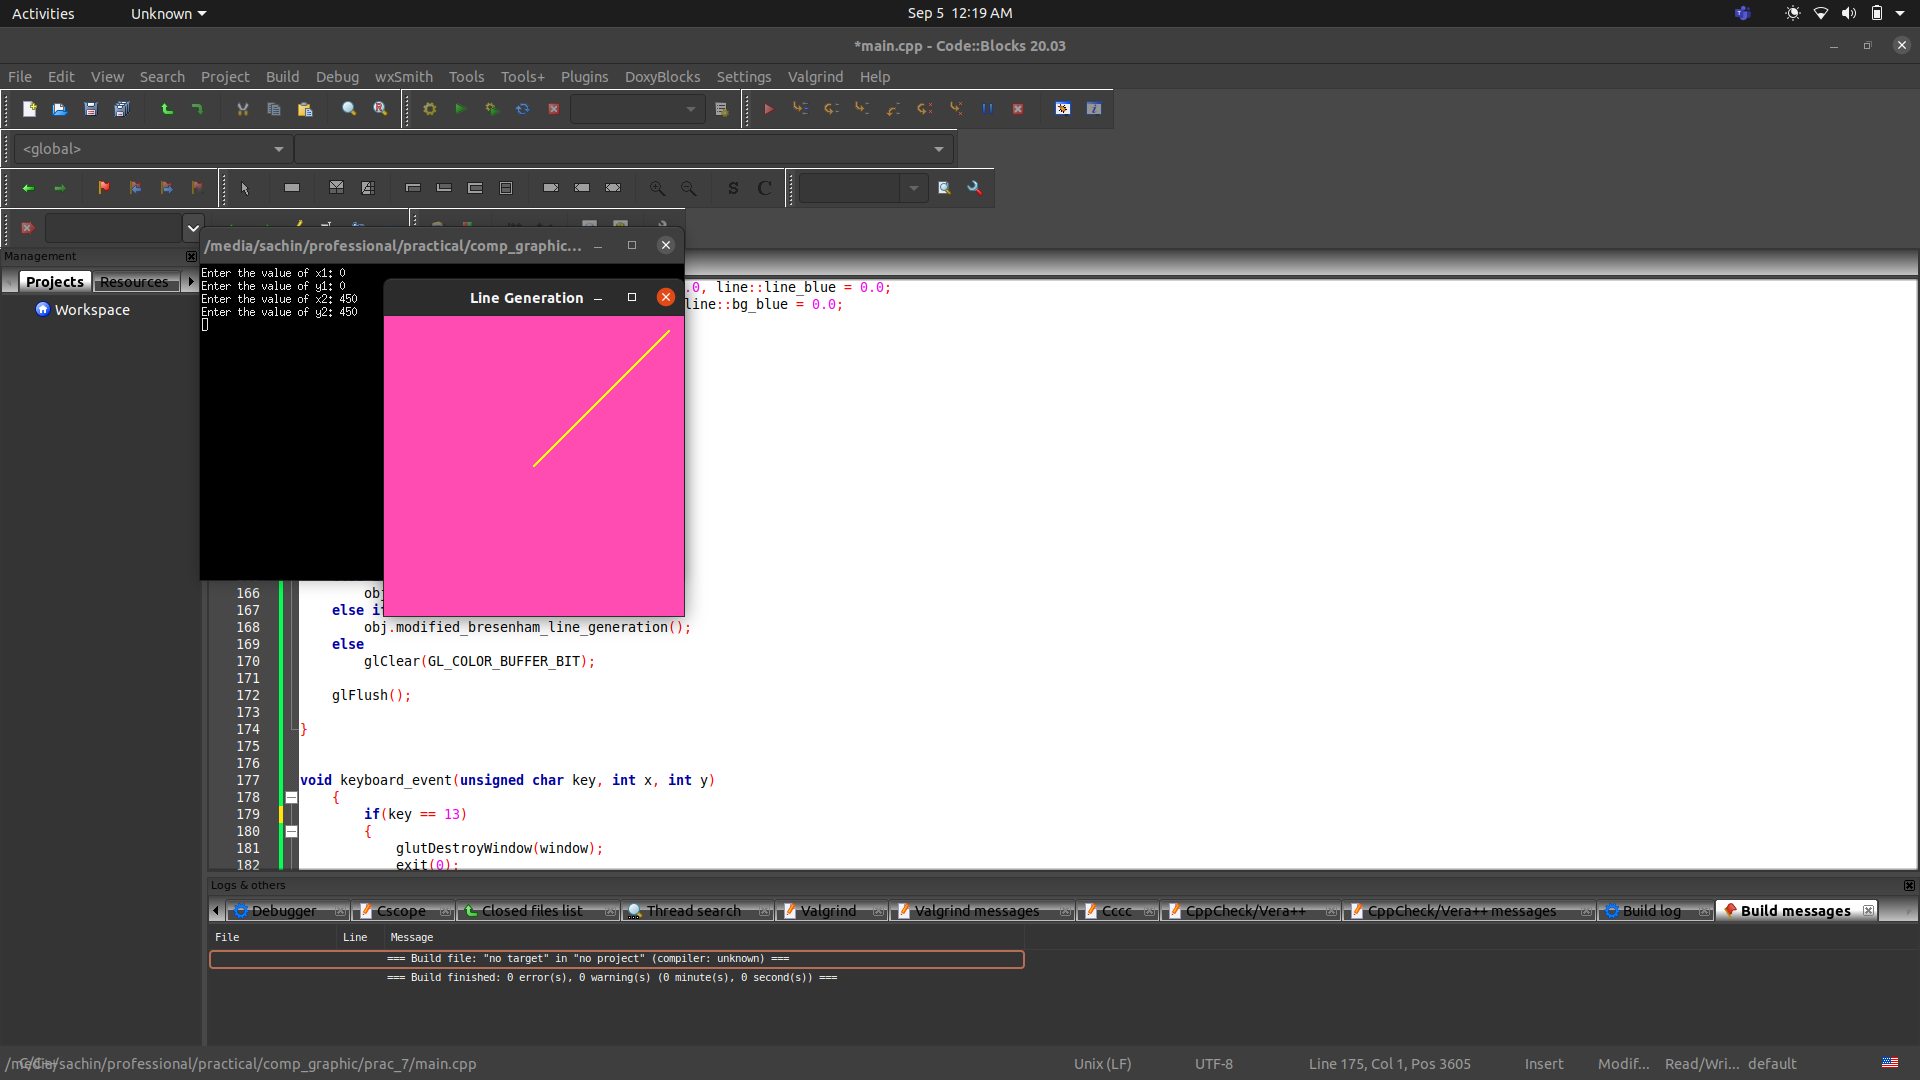 Activities
Unknown
Sep 5 12:19 AM
*main.cpp - Code::Blocks 20.03
File Edit View Search Project Build Debug wxSmith Tools Tools+ Plugins DoxyBlocks Settings Valgrind Help
<global>
S C
/media/sachin/professional/practical/comp_graphic...
Management
Projects
Resources
Workspace
Enter the value of x1: 0
Enter the value of y1: 0
Enter the value of x2: 450
Enter the value of y2: 450
Line Generation
.0, line::line_blue = 0.0;
line::bg_blue = 0.0;
166 obj
167 else if
168 obj.modified_bresenham_line_generation();
169 else
170 glClear(GL_COLOR_BUFFER_BIT);
171
172 glFlush();
173
174 }
175
176
177 void keyboard_event(unsigned char key, int x, int y)
178 {
179 if(key == 13)
180 {
181 glutDestroyWindow(window);
182 exit(0);
Logs & others
Debugger Cscope Closed files list Thread search Valgrind Valgrind messages Cccc CppCheck/Vera++ CppCheck/Vera++ messages Build log Build messages
File Line Message
=== Build file: "no target" in "no project" (compiler: unknown) ===
=== Build finished: 0 error(s), 0 warning(s) (0 minute(s), 0 second(s)) ===
/media/sachin/professional/practical/comp_graphic/prac_7/main.cpp
Unix (LF) UTF-8 Line 175, Col 1, Pos 3605 Insert Modif... Read/Wri... default